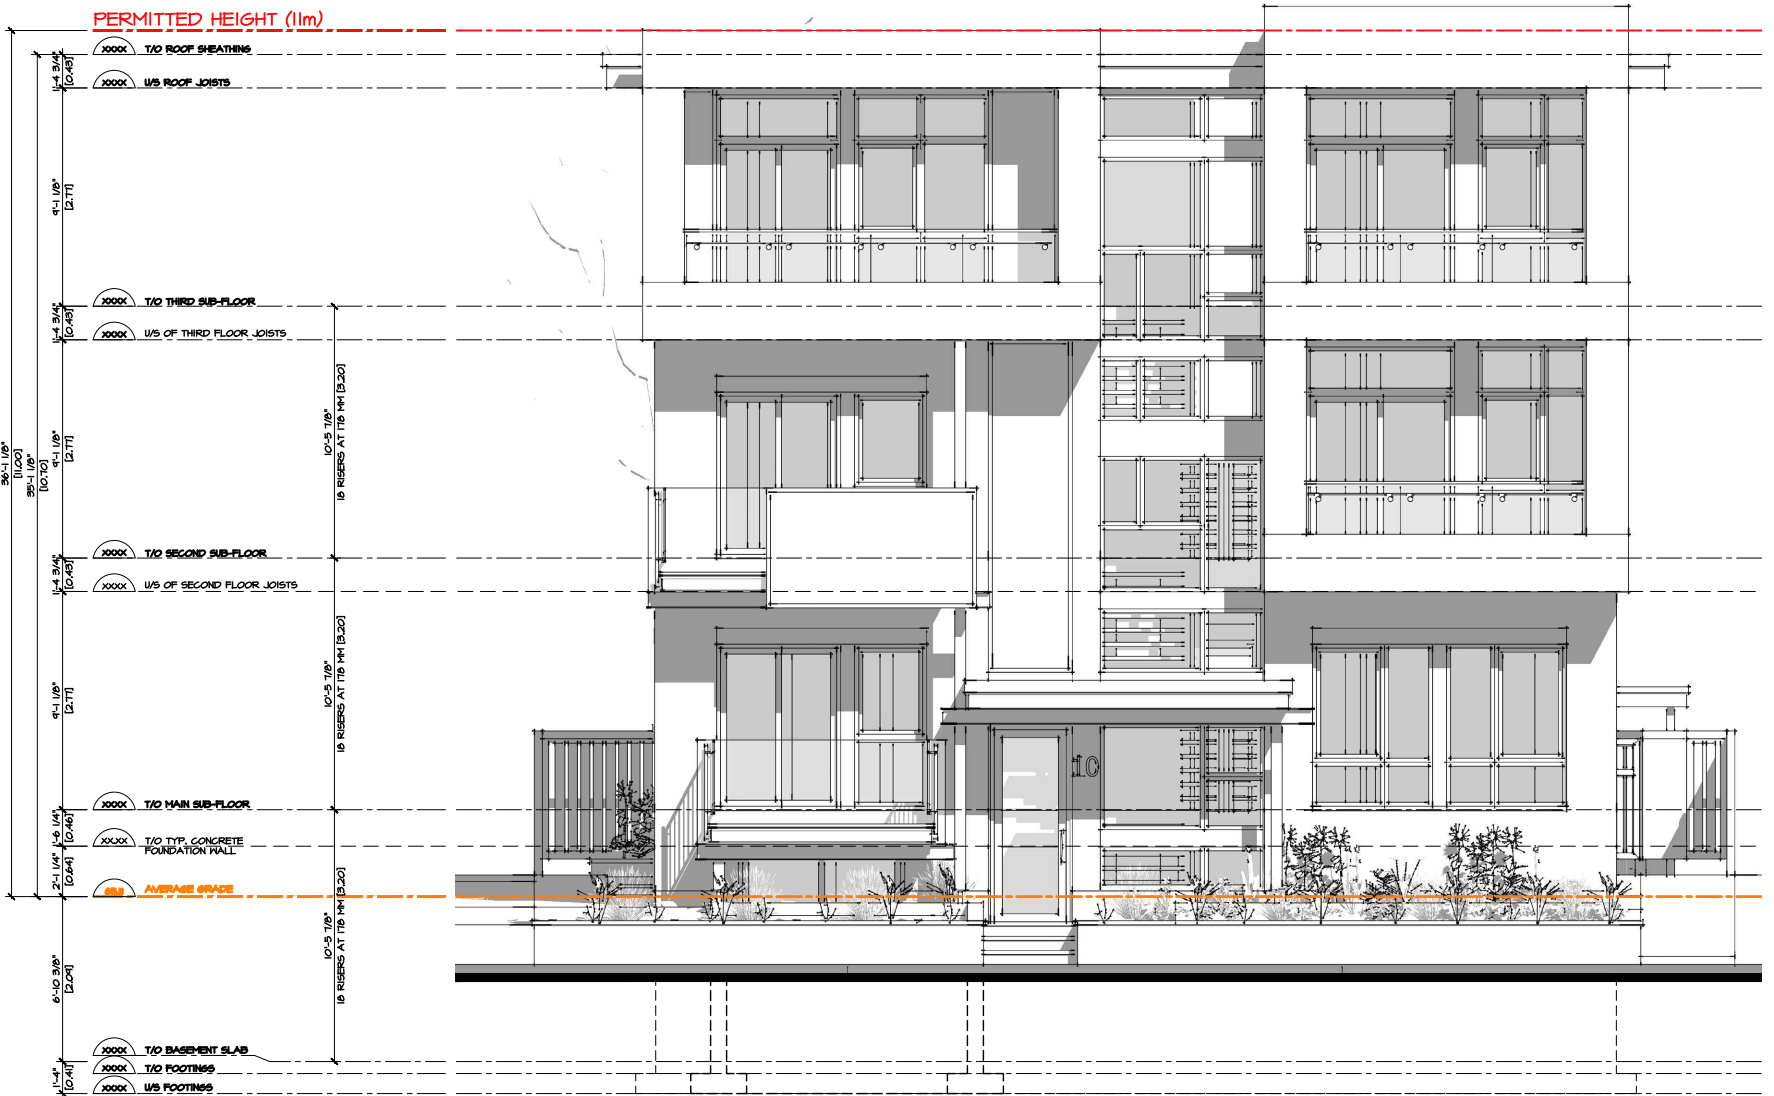 PERMITTED HEIGHT (11m)
XXXX T/O ROOF SHEATHING
XXXX U/S ROOF JOISTS
XXXX T/O THIRD SUB-FLOOR
XXXX U/S OF THIRD FLOOR JOISTS
XXXX T/O SECOND SUB-FLOOR
XXXX U/S OF SECOND FLOOR JOISTS
XXXX T/O MAIN SUB-FLOOR
XX.XX T/O TYP. CONCRETE
FOUNDATION WALL
AVERAGE GRADE
XXXX T/O BASEMENT SLAB
XXXX T/O FOOTINGS
XXXX U/S FOOTINGS
36'-1 1/8"
[11.00]
35'-1 1/8"
[10.70]
1'-4 3/4"
[0.43]
9'-1 1/8"
[2.77]
1'-4 3/4"
[0.43]
9'-1 1/8"
[2.77]
1'-4 3/4"
[0.43]
9'-1 1/8"
[2.77]
1'-6 1/4"
[0.46]
2'-1 1/4"
[0.64]
6'-10 3/8"
[2.09]
1'-4"
[0.41]
10'-5 7/8"
18 RISERS AT 178 MM [3.20]
10'-5 7/8"
18 RISERS AT 178 MM [3.20]
10'-5 7/8"
18 RISERS AT 178 MM [3.20]
10